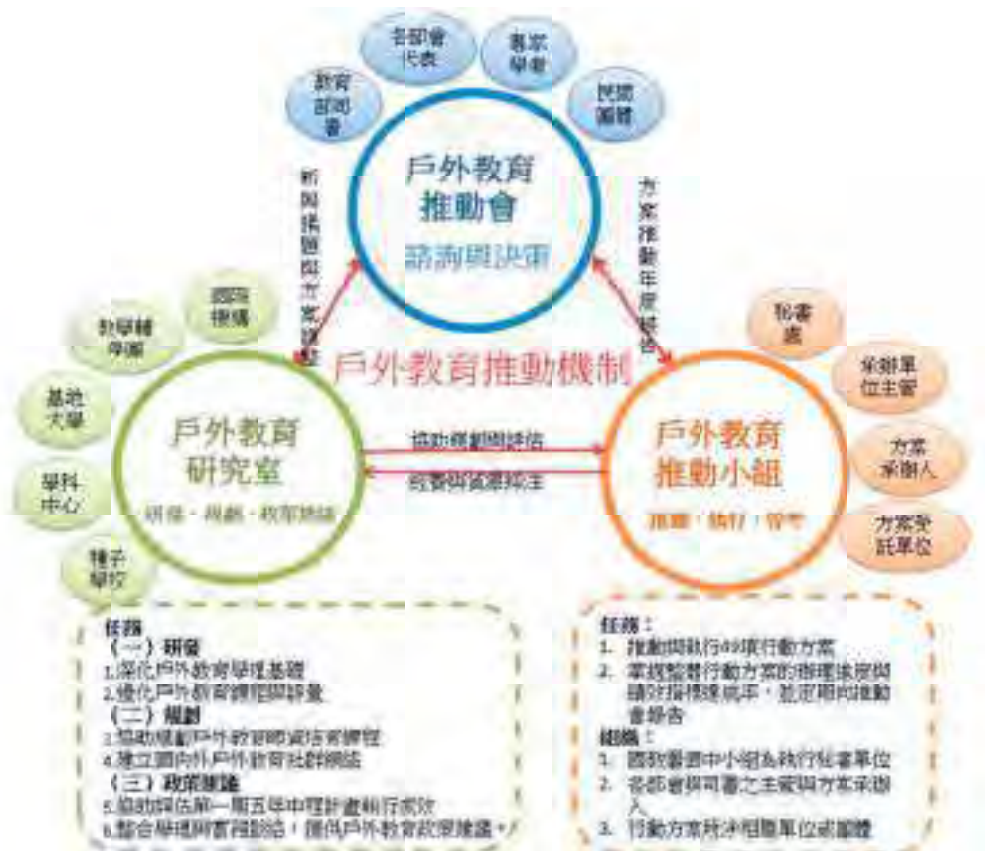 各部會
代表
專家
學者
教育
部司
署
民間
團體
戶外教育
推動會
諮詢與決策
方案推動年度
戶外教育推動機制
國際
機構
教學輔
導團
基地
大學
學科
中心
種子
學校
戶外教育
研究室
研發、規劃、政策建議
協助規劃與評估
經費與資源挹注
戶外教育
推動小組
推動、執行、管考
秘書
處
承辦單
位主管
方案
承辦人
方案受
託單位
任務
(一)研發
1.深化戶外教育學理基礎
2.優化戶外教育課程與評量
(二)規劃
3.協助規劃戶外教育師資培育課程
4.建立國內外戶外教育社群網絡
(三)政策建議
5.協助評估第一期五年中程計畫執行成效
6.整合學理與實務對話,提供戶外教育政策建議。
任務:
1. 推動與執行49項行動方案
2. 掌握整體行動方案的辦理進度與
績效指標達成率,並定期向推動
會報告
組織:
1. 國教署國中小組為執行秘書單位
2. 各部會與司署之主管與方案承辦
人
3. 行動方案所涉相關單位或團體